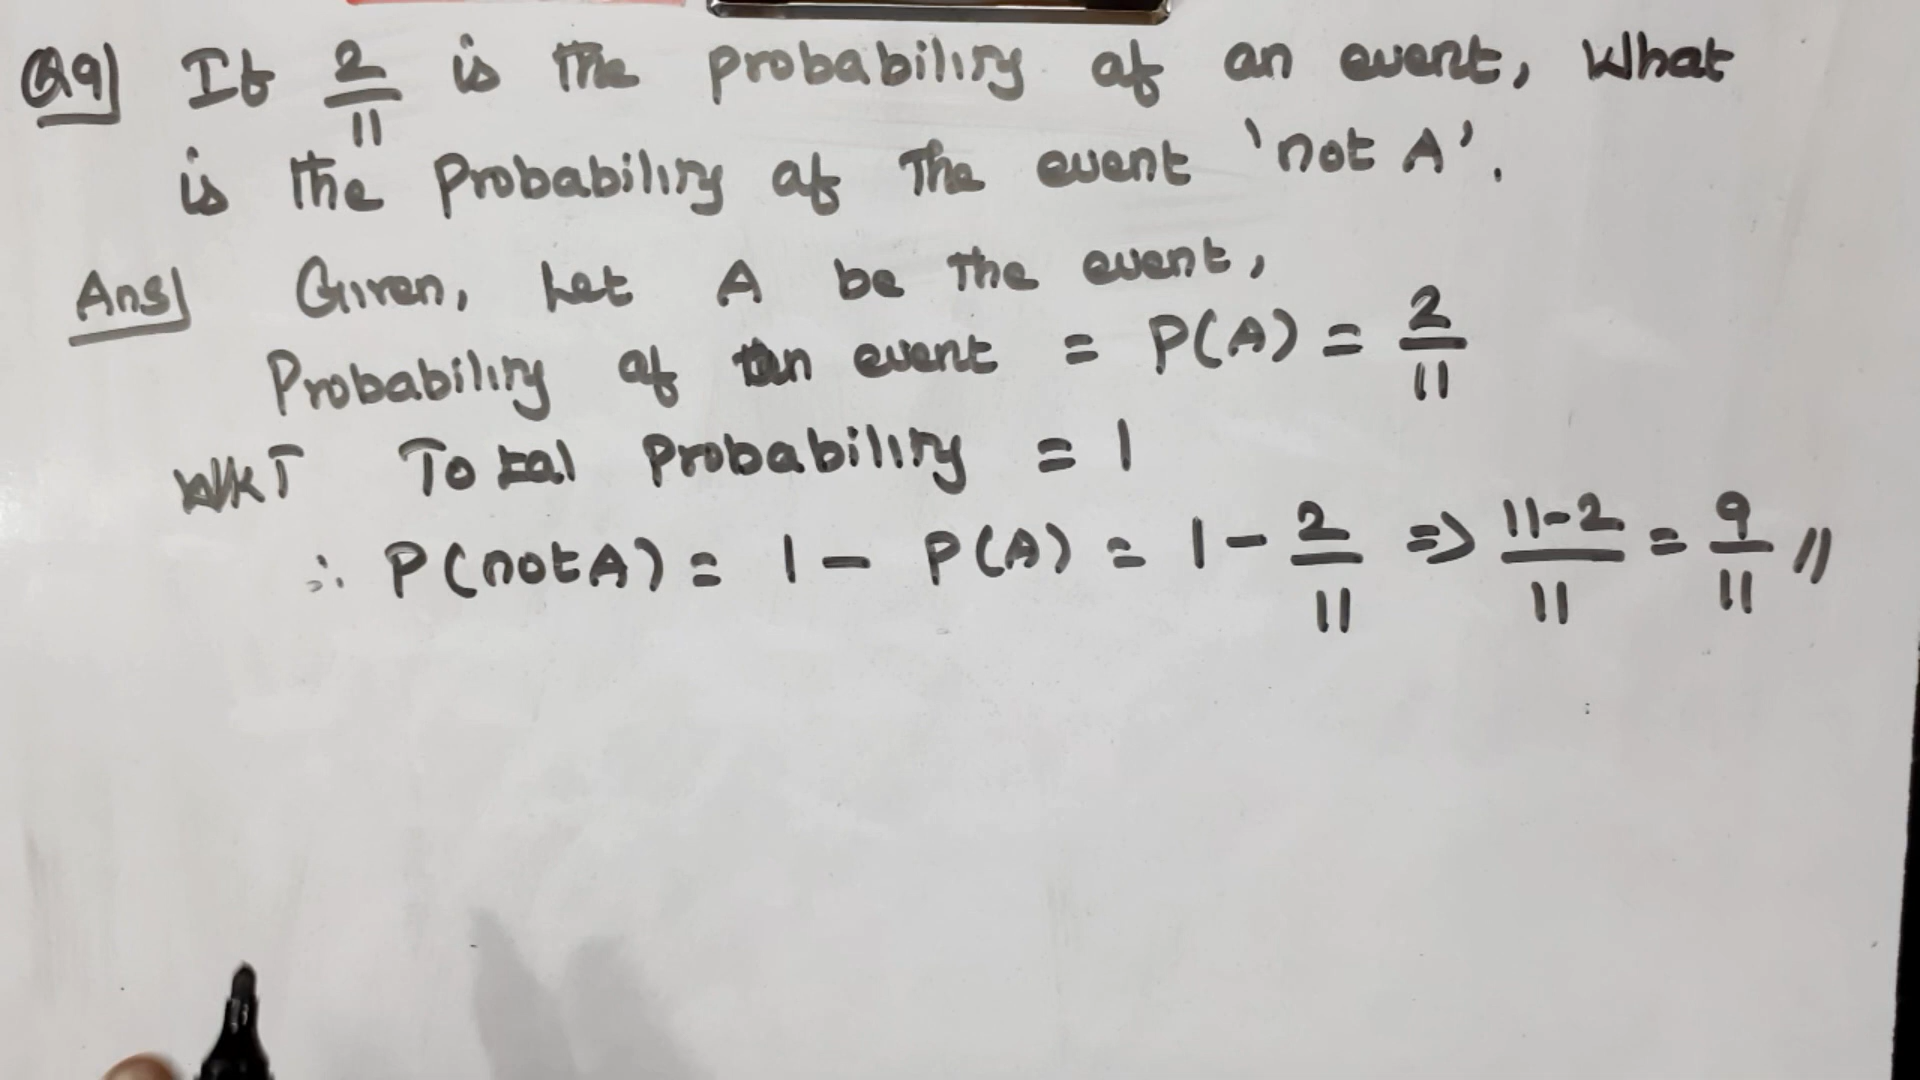 Q9] If 2/11 is the probability of an event, what
is the probability of the event 'not A'.
Ans] Given, Let A be the event,
Probability of an event = P(A) = 2/11
WKT Total probability = 1
∴ P(not A) = 1 - P(A) = 1 - 2/11 => 11-2/11 = 9/11 //